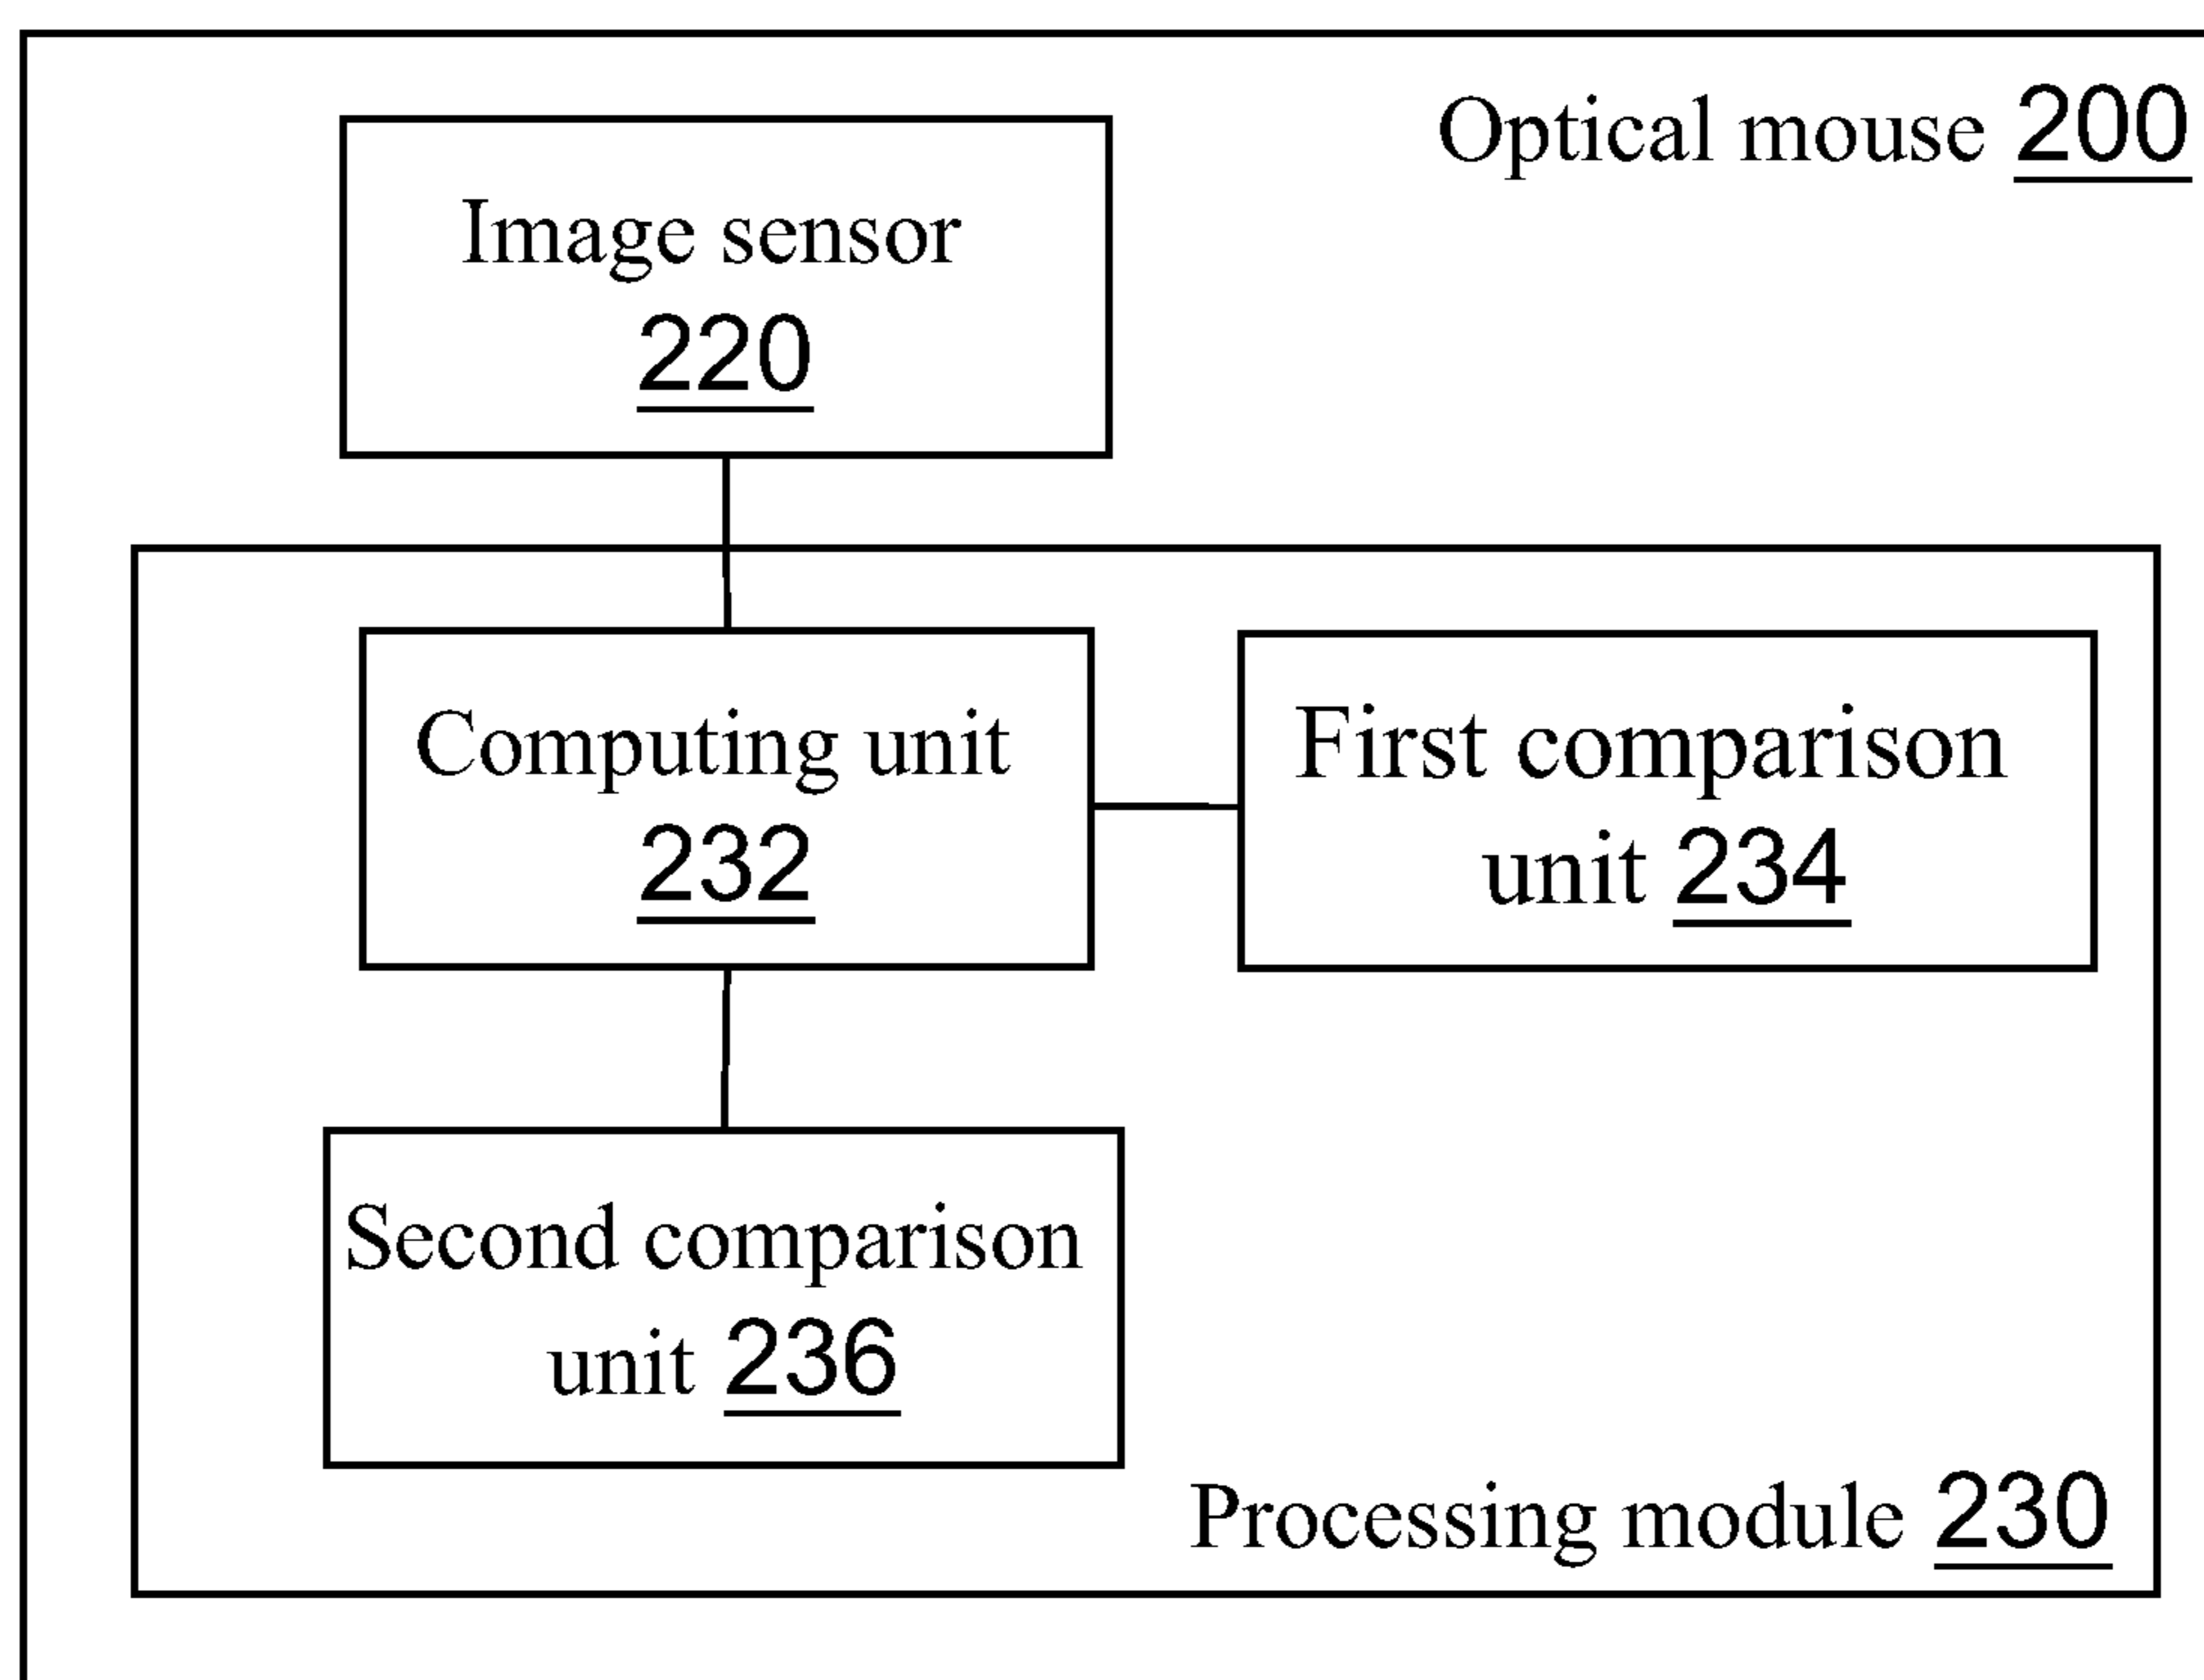 Optical mouse 200
Image sensor
220
Computing unit
232
First comparison
unit 234
Second comparison
unit 236
Processing module 230